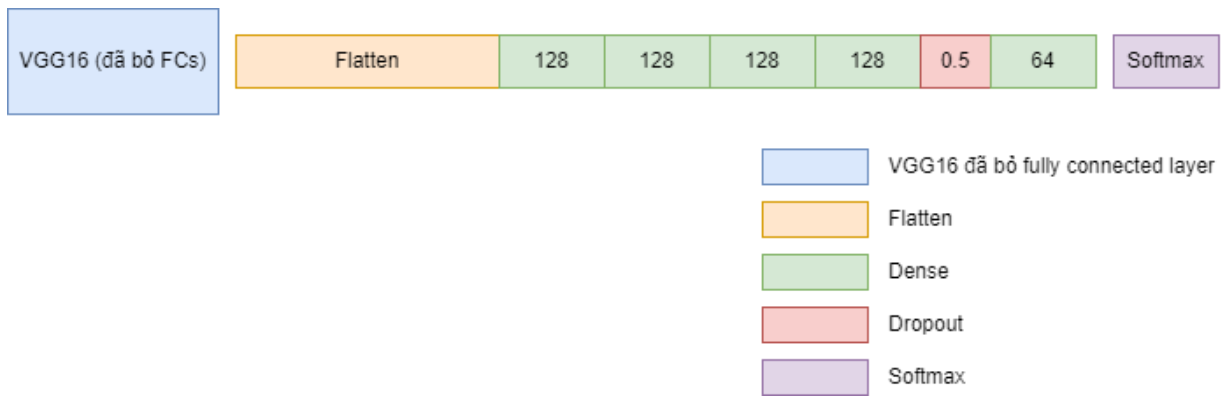 VGG16 (đã bỏ FCs) Flatten 128 128 128 128 0.5 64 Softmax
VGG16 đã bỏ fully connected layer
Flatten
Dense
Dropout
Softmax